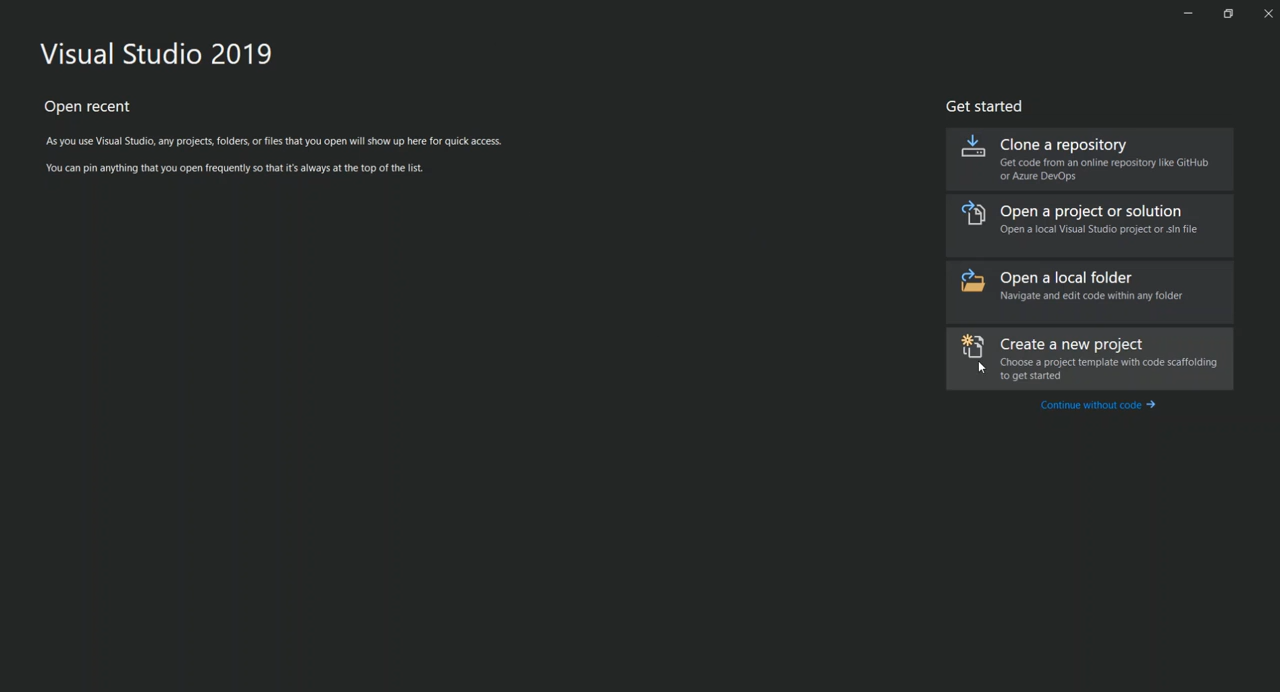 Visual Studio 2019
Open recent
As you use Visual Studio, any projects, folders, or files that you open will show up here for quick access.
You can pin anything that you open frequently so that it's always at the top of the list.
Get started
Clone a repository
Get code from an online repository like GitHub
or Azure DevOps
Open a project or solution
Open a local Visual Studio project or .sln file
Open a local folder
Navigate and edit code within any folder
Create a new project
Choose a project template with code scaffolding
to get started
Continue without code →